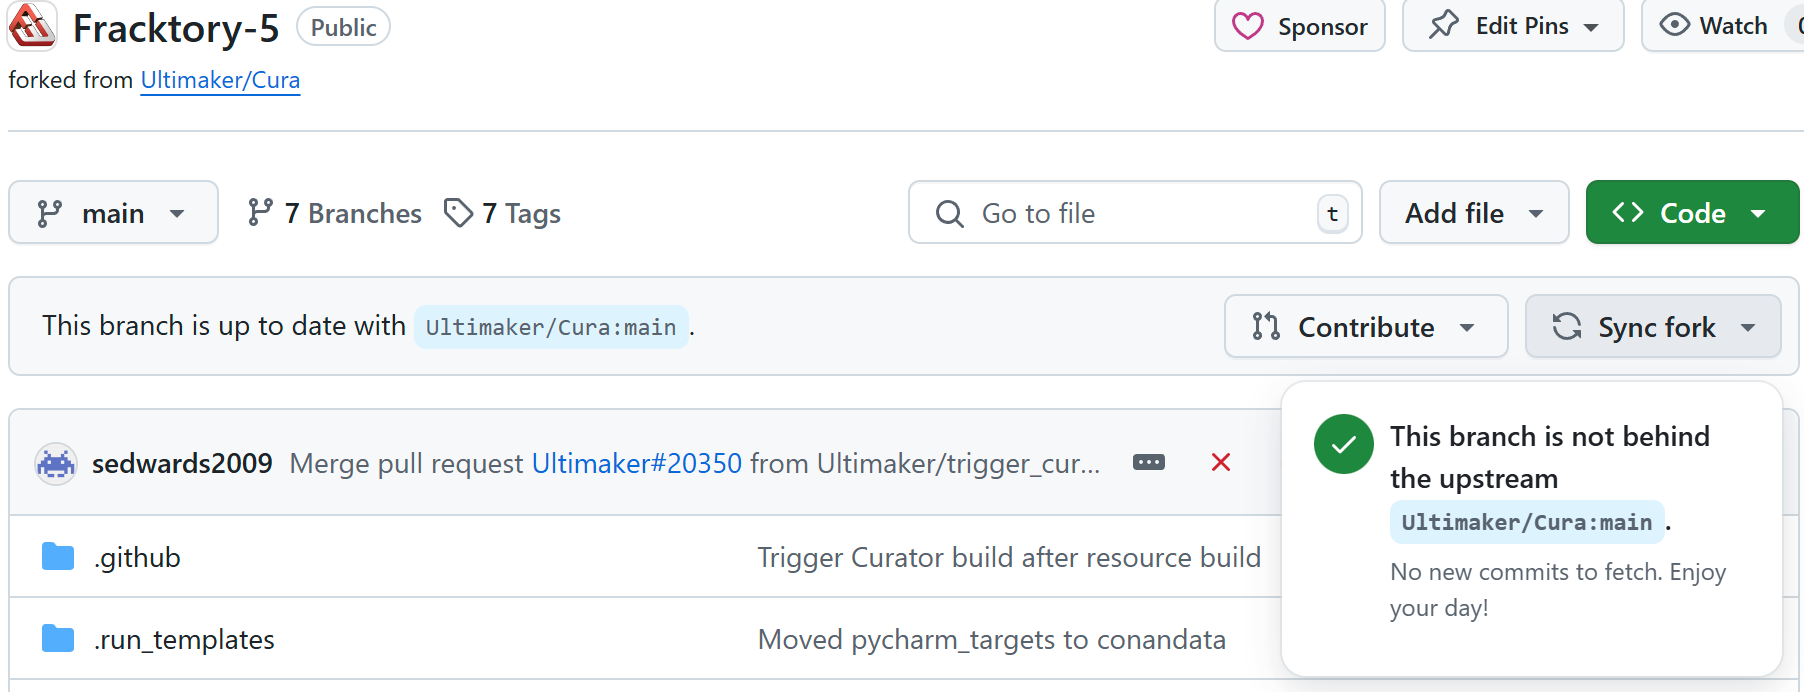 Fracktory-5 Public Sponsor Edit Pins Watch
forked from Ultimaker/Cura
main 7 Branches 7 Tags Go to file t Add file Code
This branch is up to date with Ultimaker/Cura:main. Contribute Sync fork
sedwards2009 Merge pull request Ultimaker#20350 from Ultimaker/trigger_cur...
.github Trigger Curator build after resource build
.run_templates Moved pycharm_targets to conandata
This branch is not behind
the upstream
Ultimaker/Cura:main.
No new commits to fetch. Enjoy
your day!